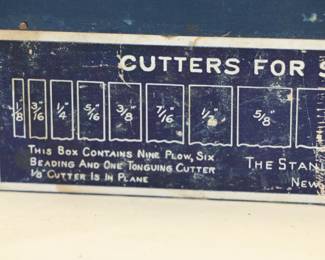 CUTTERS FOR S
1/8 3/16" 1/4" 5/16" 3/8" 7/16" 1/2" 5/8"
THIS BOX CONTAINS NINE PLOW, SIX
BEADING AND ONE TONGUING CUTTER
1/8" CUTTER IS IN PLANE
THE STAN
NEW